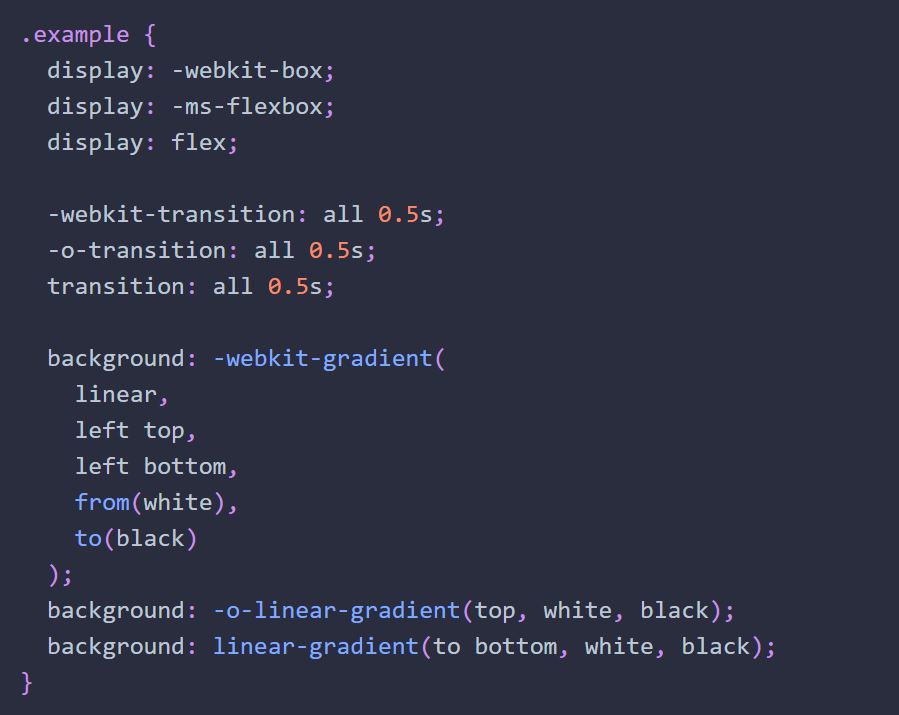 .example {
  display: -webkit-box;
  display: -ms-flexbox;
  display: flex;

  -webkit-transition: all 0.5s;
  -o-transition: all 0.5s;
  transition: all 0.5s;

  background: -webkit-gradient(
    linear,
    left top,
    left bottom,
    from(white),
    to(black)
  );
  background: -o-linear-gradient(top, white, black);
  background: linear-gradient(to bottom, white, black);
}